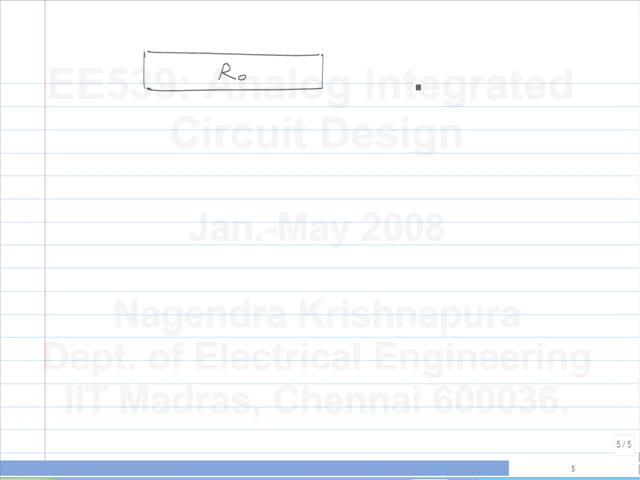 R₀
EE539: Analog Integrated
Circuit Design
Jan.-May 2008
Nagendra Krishnapura
Dept. of Electrical Engineering
IIT Madras, Chennai 600036.
5 / 5
5